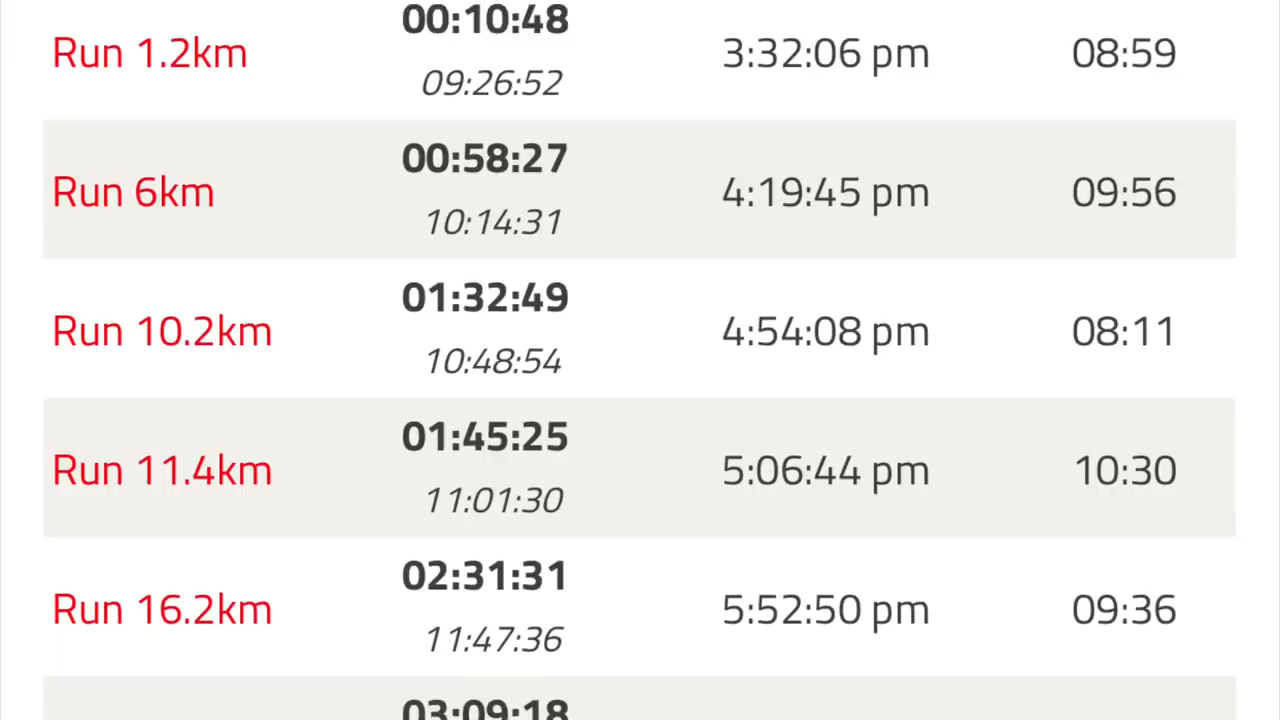 00:10:48
Run 1.2km 3:32:06 pm 08:59
09:26:52
00:58:27
Run 6km 4:19:45 pm 09:56
10:14:31
01:32:49
Run 10.2km 4:54:08 pm 08:11
10:48:54
01:45:25
Run 11.4km 5:06:44 pm 10:30
11:01:30
02:31:31
Run 16.2km 5:52:50 pm 09:36
11:47:36
03:09:18